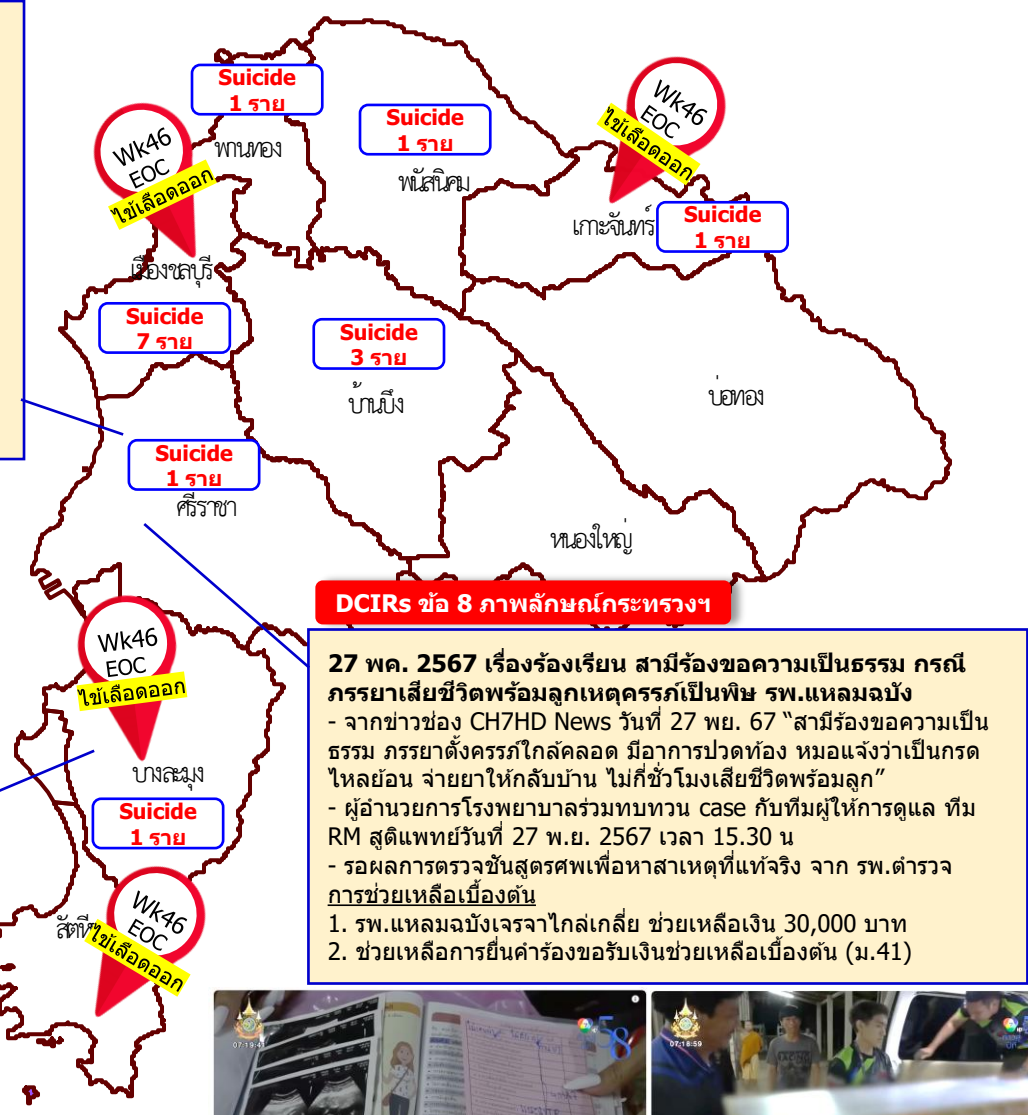 Suicide
1 ราย
พานทอง
Suicide
1 ราย
พนัสนิคม
Wk46
EOC
ไข้เลือดออก
เกาะจันทร์
Suicide
1 ราย
Wk46
EOC
ไข้เลือดออก
เมืองชลบุรี
Suicide
7 ราย
Suicide
3 ราย
บ้านบึง
บ่อทอง
Suicide
1 ราย
ศรีราชา
หนองใหญ่
DCIRs ข้อ 8 ภาพลักษณ์กระทรวงฯ
27 พค. 2567 เรื่องร้องเรียน สามีร้องขอความเป็นธรรม กรณี
ภรรยาเสียชีวิตพร้อมลูกเหตุครรภ์เป็นพิษ รพ.แหลมฉบัง
- จากข่าวช่อง CH7HD News วันที่ 27 พย. 67 “สามีร้องขอความเป็น
ธรรม ภรรยาตั้งครรภ์ใกล้คลอด มีอาการปวดท้อง หมอแจ้งว่าเป็นกรด
ไหลย้อน จ่ายยาให้กลับบ้าน ไม่กี่ชั่วโมงเสียชีวิตพร้อมลูก”
- ผู้อำนวยการโรงพยาบาลร่วมทบทวน case กับทีมผู้ให้การดูแล ทีม
RM สูติแพทย์วันที่ 27 พ.ย. 2567 เวลา 15.30 น
- รอผลการตรวจชันสูตรศพเพื่อหาสาเหตุที่แท้จริง จาก รพ.ตำรวจ
การช่วยเหลือเบื้องต้น
1. รพ.แหลมฉบังเจรจาไกล่เกลี่ย ช่วยเหลือเงิน 30,000 บาท
2. ช่วยเหลือการยื่นคำร้องขอรับเงินช่วยเหลือเบื้องต้น (ม.41)
Wk46
EOC
ไข้เลือดออก
บางละมุง
Suicide
1 ราย
Wk46
EOC
ไข้เลือดออก
07:19:41
58
07:18:59
58